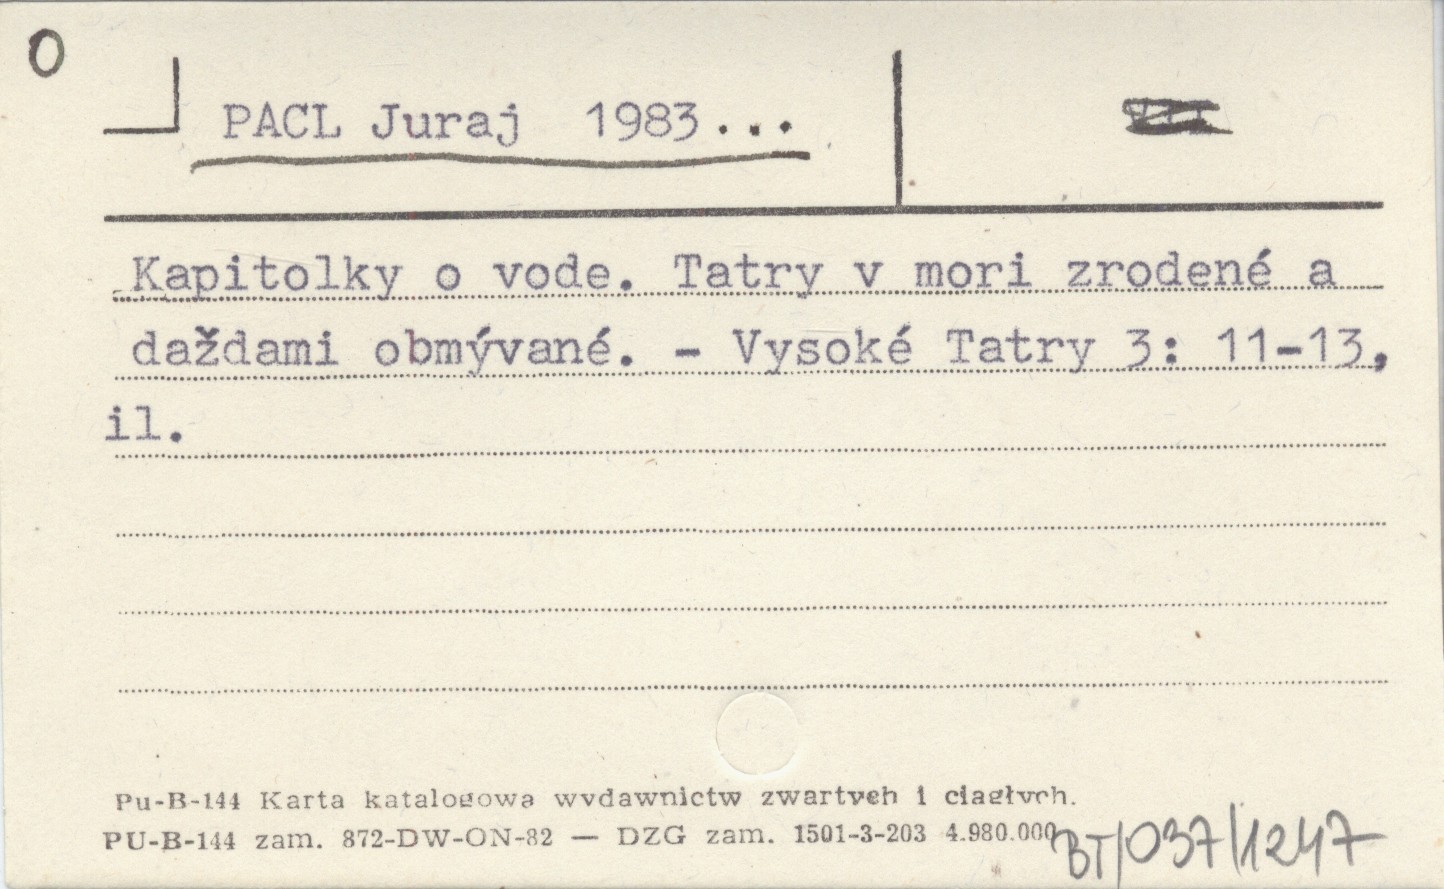 O
PACL Juraj 1983...
Kapitolky o vode. Tatry v mori zrodené a
daždami obmývané. - Vysoké Tatry 3: 11-13,
il.
Pu-B-144 Karta katalogowa wydawnictw zwartych i ciągłych.
PU-B-144 zam. 872-DW-ON-82 — DZG zam. 1501-3-203 4.980.000
BT/037/1247